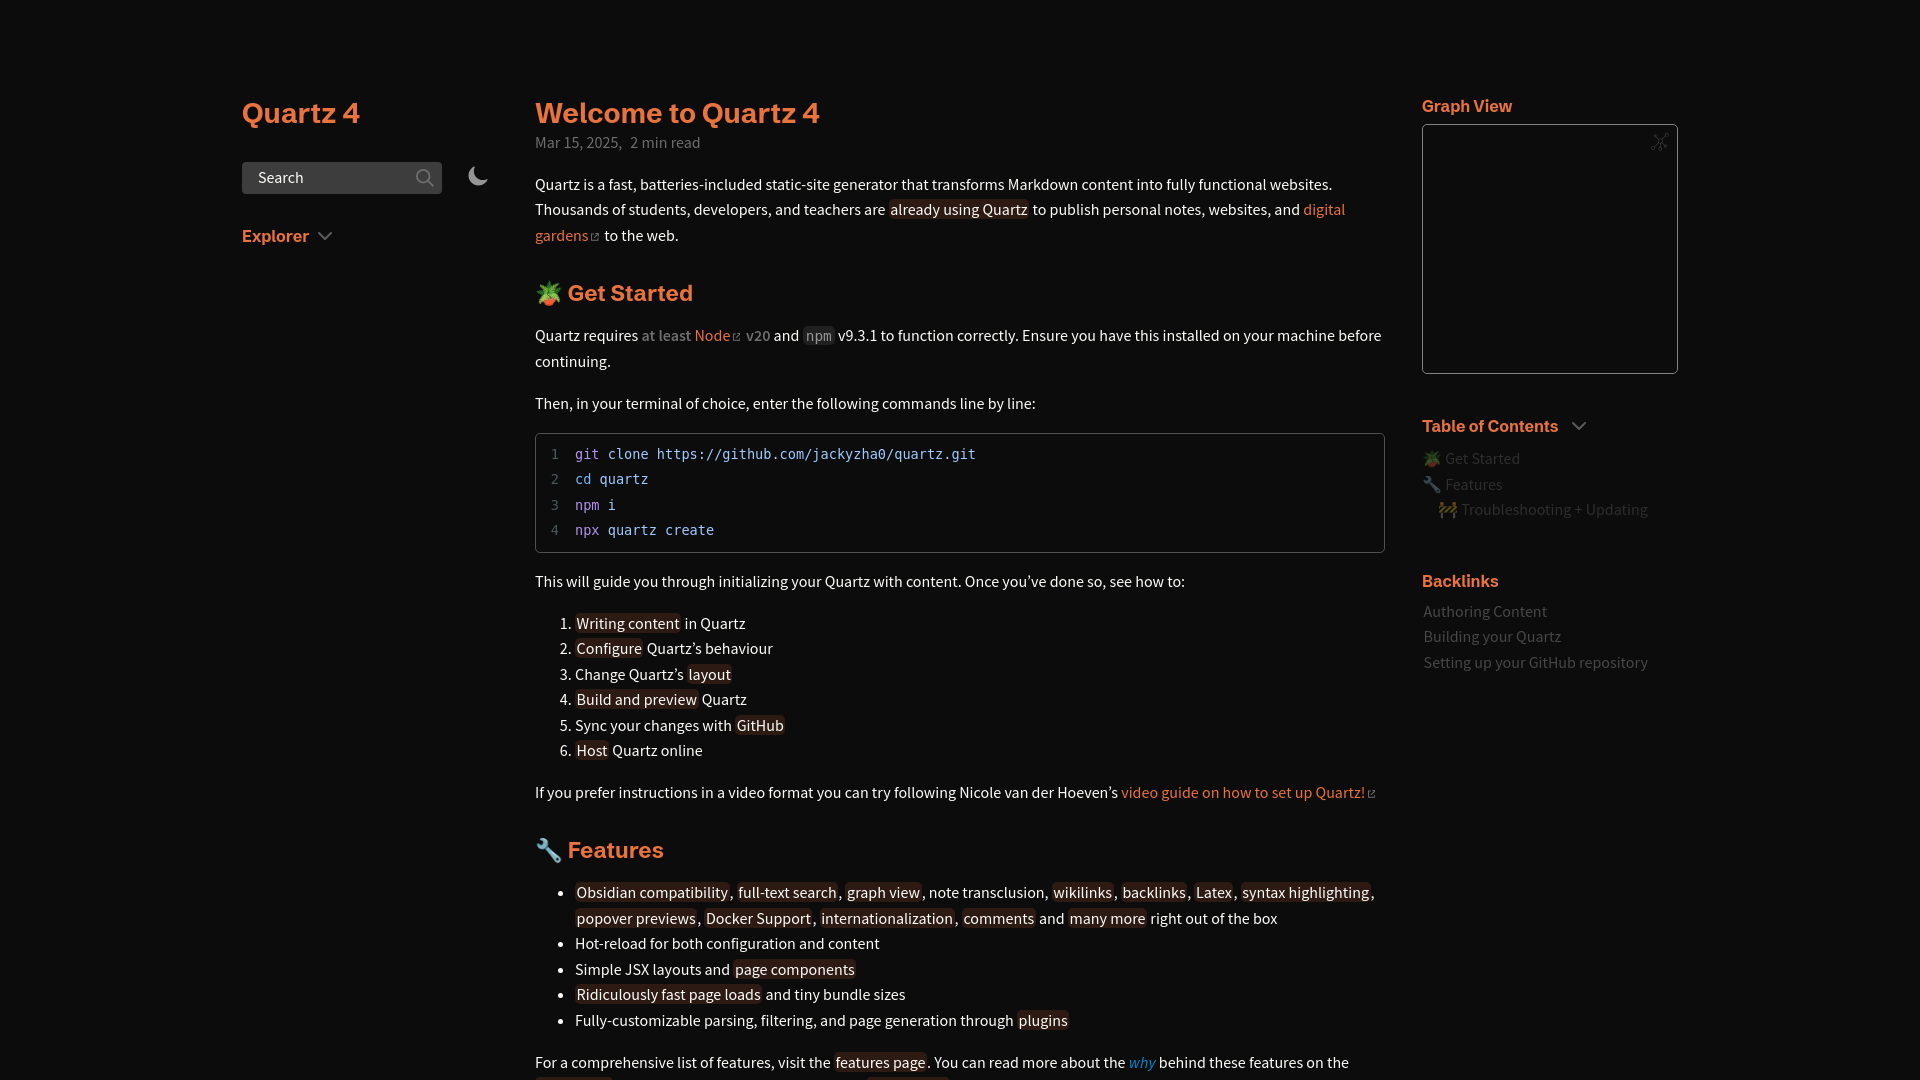 Quartz 4
Search
Explorer
Welcome to Quartz 4
Mar 15, 2025, 2 min read
Quartz is a fast, batteries-included static-site generator that transforms Markdown content into fully functional websites.
Thousands of students, developers, and teachers are already using Quartz to publish personal notes, websites, and digital
gardens to the web.
🪴 Get Started
Quartz requires at least Node v20 and npm v9.3.1 to function correctly. Ensure you have this installed on your machine before
continuing.
Then, in your terminal of choice, enter the following commands line by line:
1 git clone https://github.com/jackyzha0/quartz.git
2 cd quartz
3 npm i
4 npx quartz create
This will guide you through initializing your Quartz with content. Once you’ve done so, see how to:
1. Writing content in Quartz
2. Configure Quartz’s behaviour
3. Change Quartz’s layout
4. Build and preview Quartz
5. Sync your changes with GitHub
6. Host Quartz online
If you prefer instructions in a video format you can try following Nicole van der Hoeven’s video guide on how to set up Quartz!
🔧 Features
• Obsidian compatibility, full-text search, graph view, note transclusion, wikilinks, backlinks, Latex, syntax highlighting,
popover previews, Docker Support, internationalization, comments and many more right out of the box
• Hot-reload for both configuration and content
• Simple JSX layouts and page components
• Ridiculously fast page loads and tiny bundle sizes
• Fully-customizable parsing, filtering, and page generation through plugins
For a comprehensive list of features, visit the features page. You can read more about the why behind these features on the
Graph View
Table of Contents
🪴 Get Started
🔧 Features
🚧 Troubleshooting + Updating
Backlinks
Authoring Content
Building your Quartz
Setting up your GitHub repository